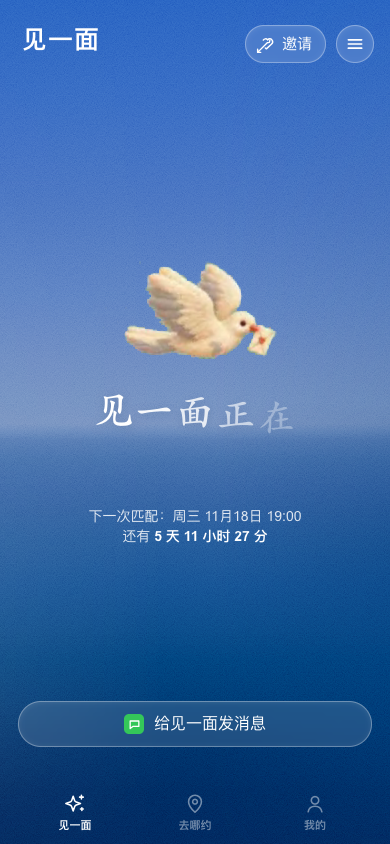 见一面
邀请
见一面正在
下一次匹配：周三 11月18日 19:00
还有 5 天 11 小时 27 分
给见一面发消息
见一面
去哪约
我的